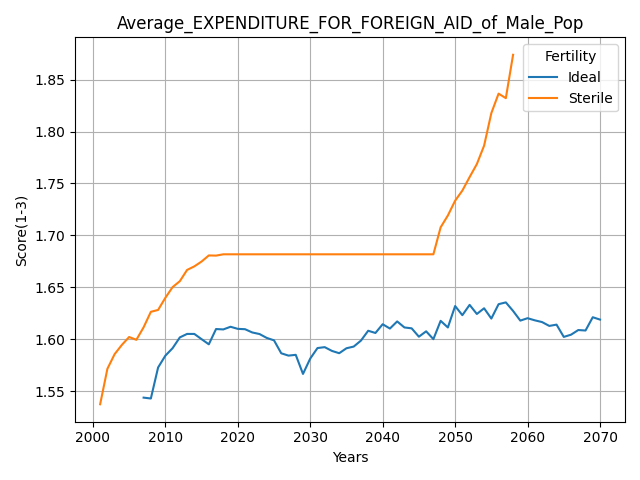 Average_EXPENDITURE_FOR_FOREIGN_AID_of_Male_Pop
Fertility
Ideal
Sterile
1.85
1.80
1.75
1.70
1.65
1.60
1.55
Score(1-3)
2000 2010 2020 2030 2040 2050 2060 2070
Years